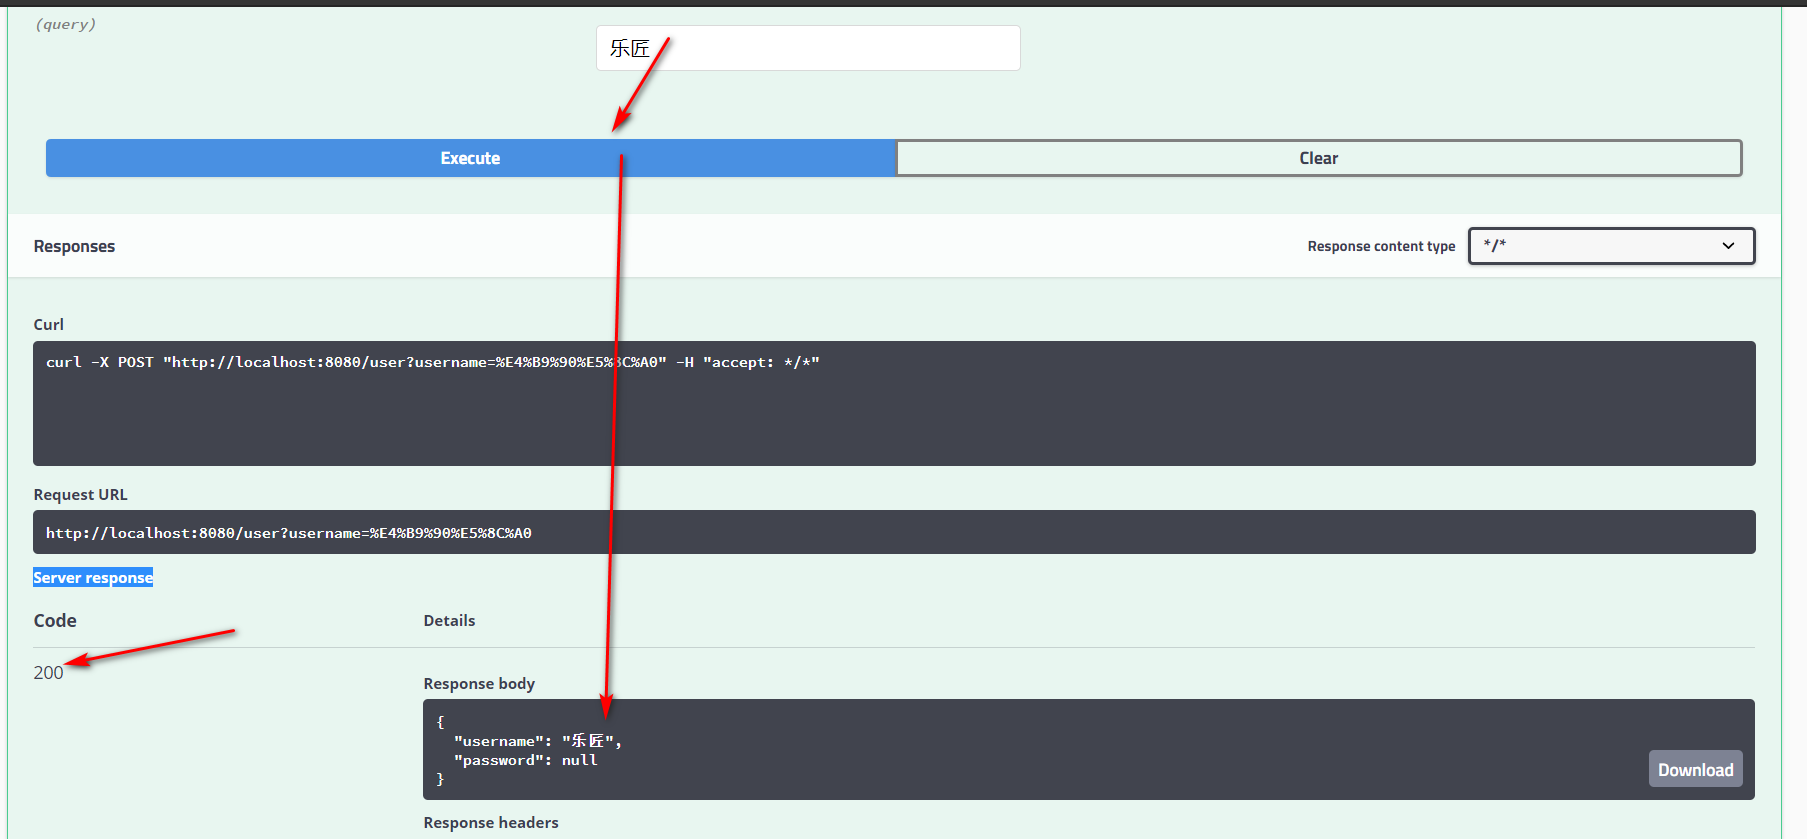 (query)
乐匠
Execute
Clear
Responses
Response content type
*/*
Curl
curl -X POST "http://localhost:8080/user?username=%E4%B9%90%E5%8C%A0" -H "accept: */*"
Request URL
http://localhost:8080/user?username=%E4%B9%90%E5%8C%A0
Server response
Code
Details
200
Response body
{
"username": "乐匠",
"password": null
}
Download
Response headers